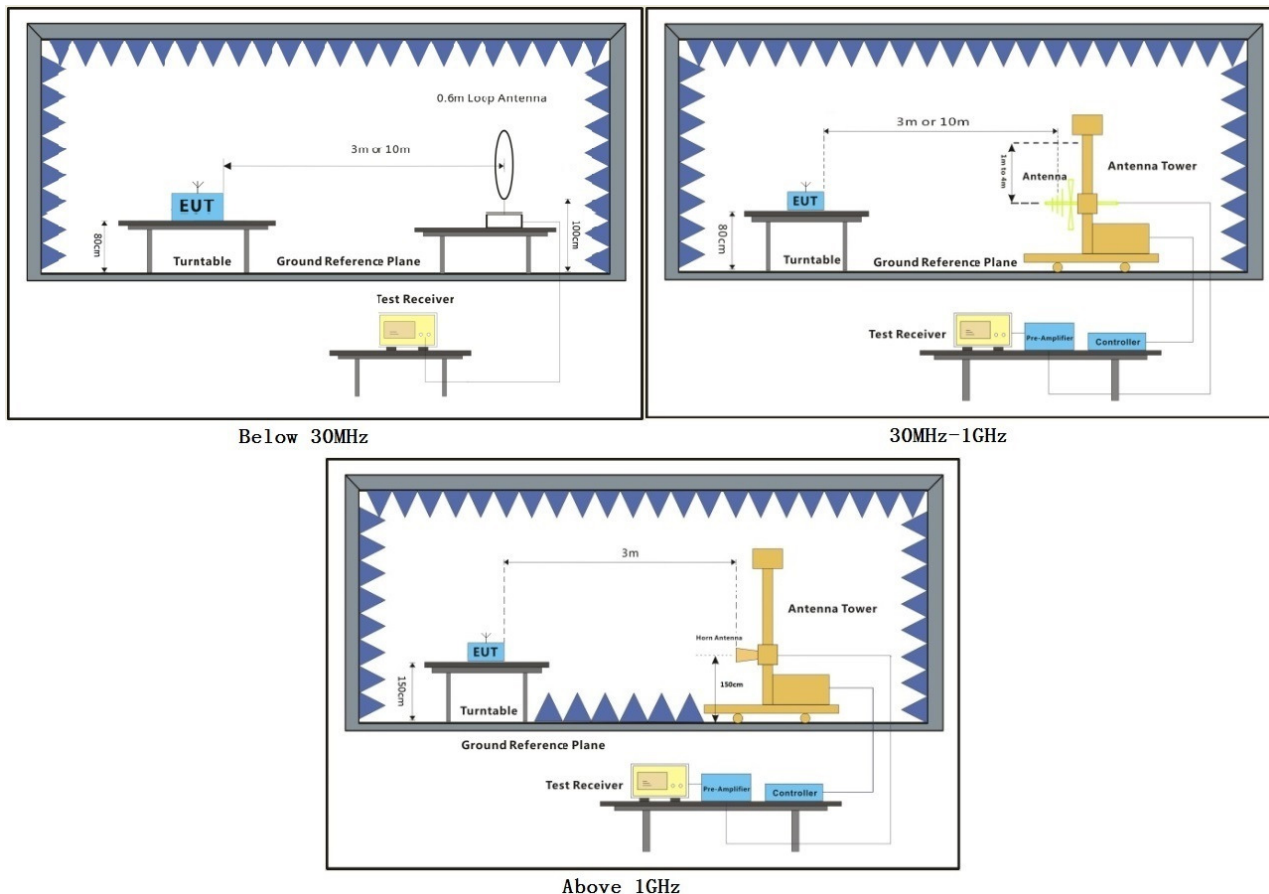 0.6m Loop Antenna
3m or 10m
EUT
80cm
100cm
Turntable
Ground Reference Plane
Test Receiver
Below 30MHz
3m or 10m
1m to 4m
Antenna
Antenna Tower
EUT
80cm
Turntable
Ground Reference Plane
Test Receiver
Pre-Amplifier
Controller
30MHz-1GHz
3m
Antenna Tower
Horn Antenna
EUT
150cm
150cm
Turntable
Ground Reference Plane
Test Receiver
Pre-Amplifier
Controller
Above 1GHz